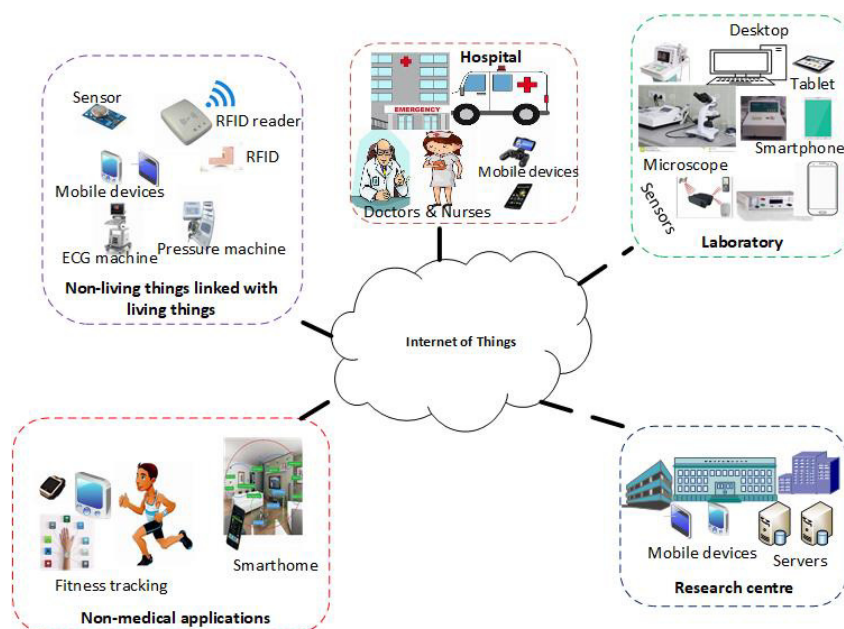 Sensor
RFID reader
RFID
Mobile devices
ECG machine
Pressure machine
Non-living things linked with
living things
Hospital
EMERGENCY
Mobile devices
Doctors & Nurses
Desktop
Tablet
Smartphone
Microscope
Sensors
Laboratory
Internet of Things
Fitness tracking
Smarthome
Non-medical applications
Mobile devices
Servers
Research centre